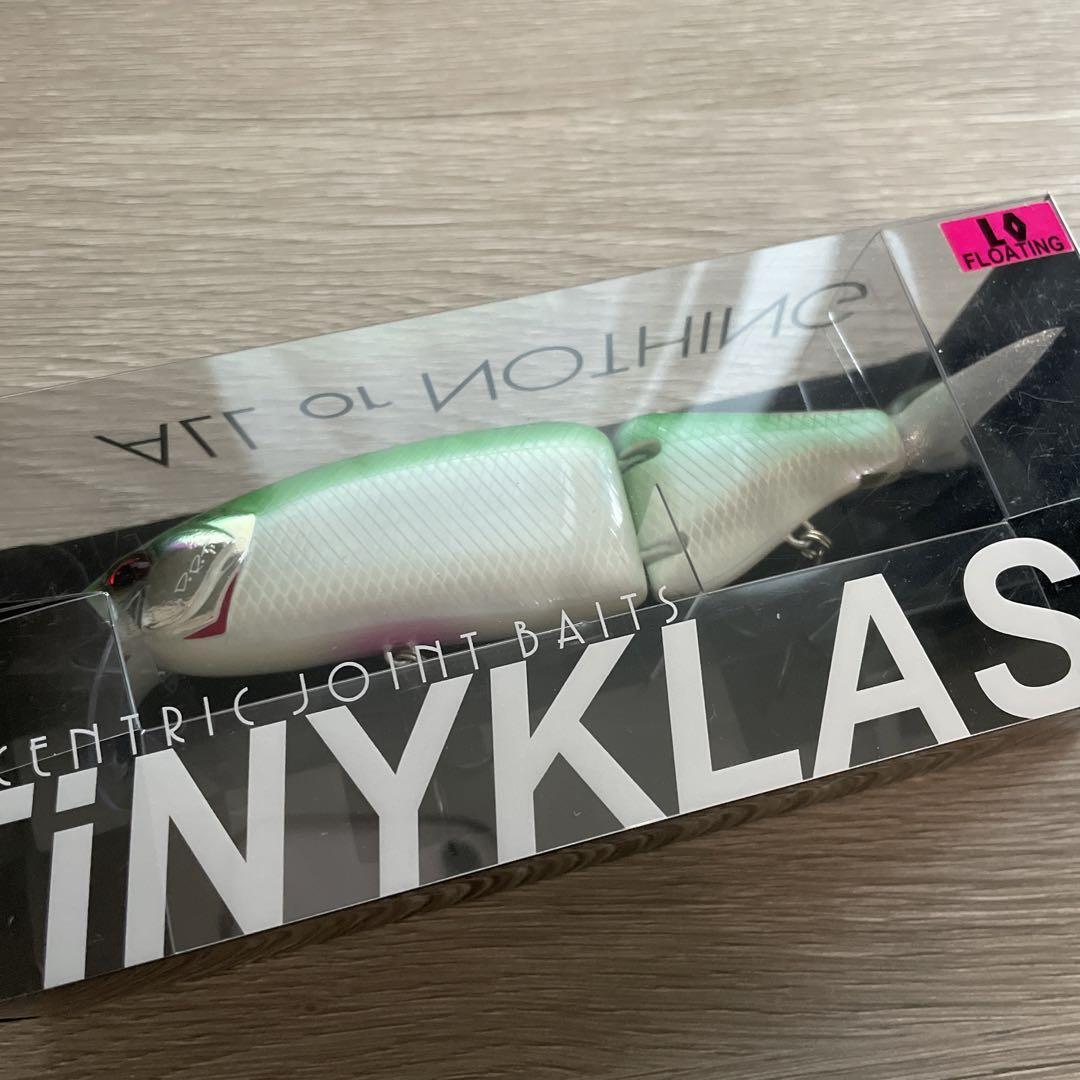 LO
FLOATING
ALL or NOTHING
CENTRIC JOINT BAITS
TiNYKLAS